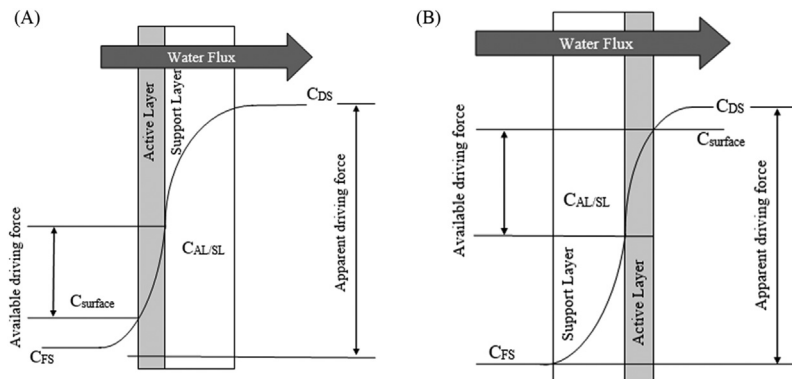 (A)
Water Flux
Active Layer
Support Layer
CDS
Available driving force
Apparent driving force
CAL/SL
Csurface
CFS
(B)
Water Flux
CDS
Csurface
Available driving force
CAL/SL
Apparent driving force
Support Layer
Active Layer
CFS